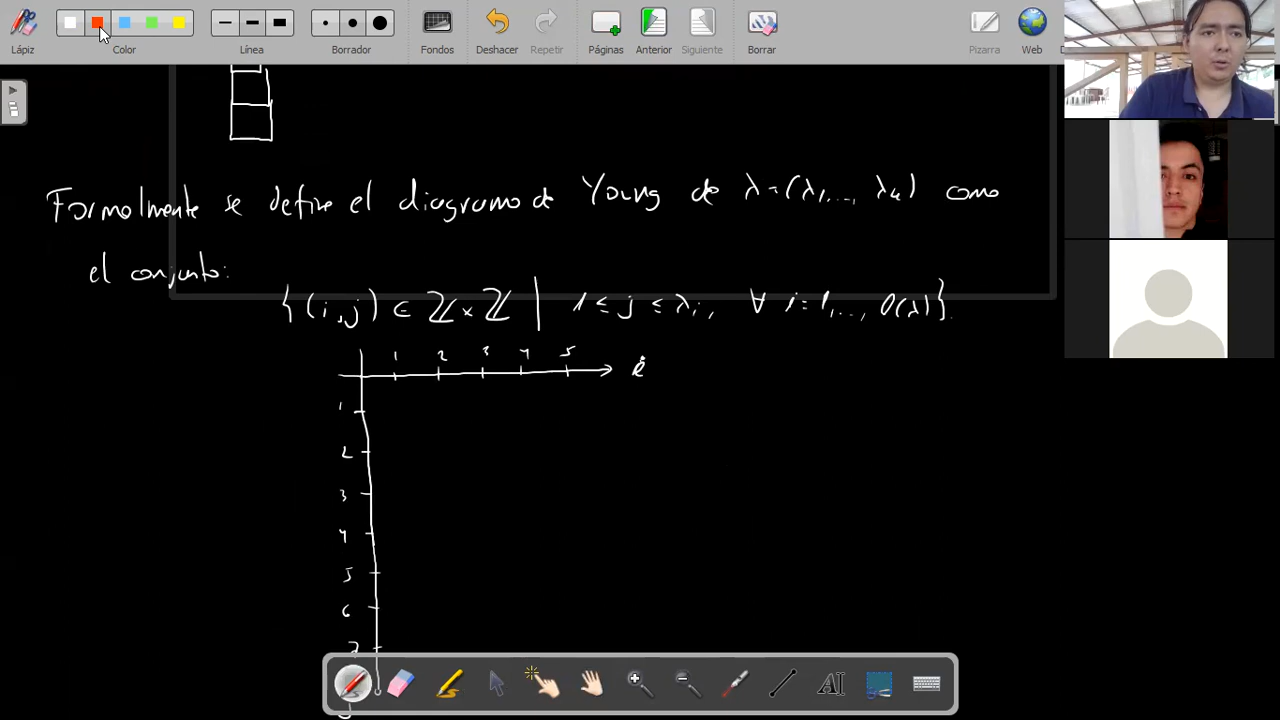 Lápiz Color Línea Borrador Fondos Deshacer Repetir Páginas Anterior Siguiente Borrar Pizarra Web
Formalmente se define el diagrama de Young de λ=(λ₁,..., λₖ) como
el conjunto:
{(i,j) ∈ ℤ×ℤ | 1 ≤ j ≤ λᵢ, ∀ i=1,..., ℓ(λ)}.
1 2 3 4 5
1
2
3
4
5
6
7